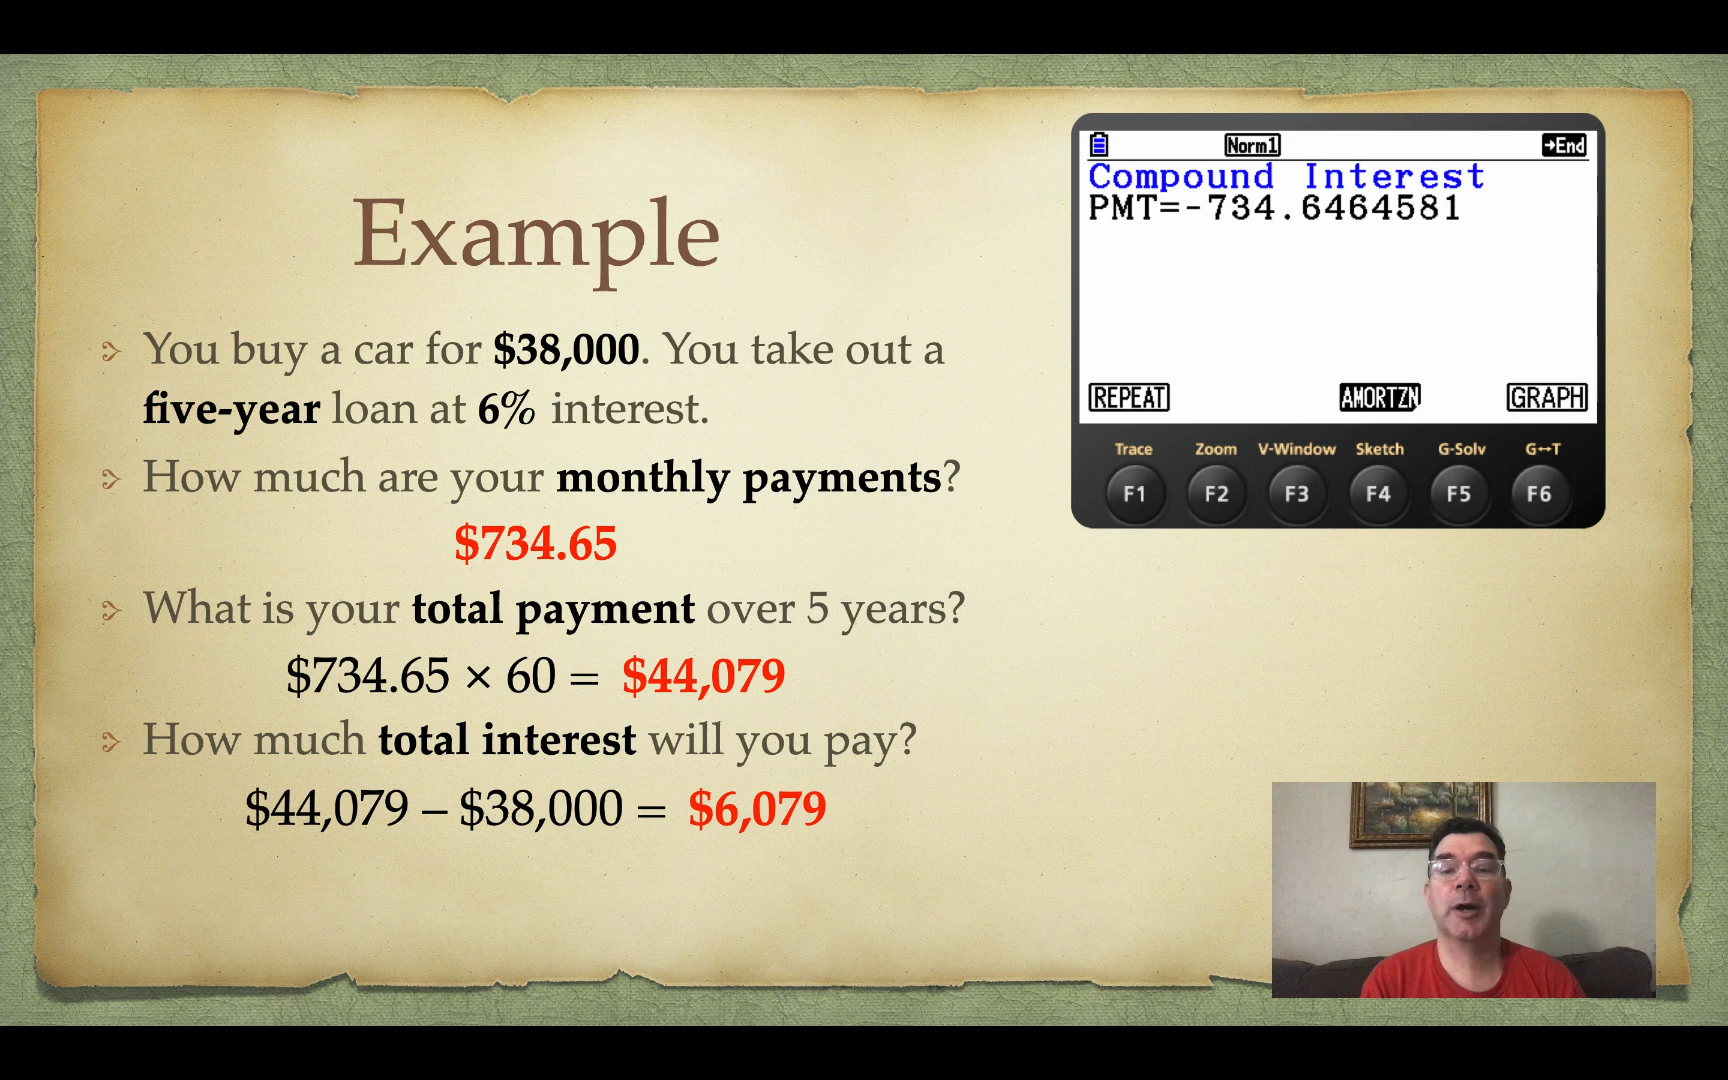 Example
You buy a car for $38,000. You take out a
five-year loan at 6% interest.
How much are your monthly payments?
$734.65
What is your total payment over 5 years?
$734.65 × 60 = $44,079
How much total interest will you pay?
$44,079 – $38,000 = $6,079
Norm1 →End
Compound Interest
PMT=-734.6464581
REPEAT AMORTZN GRAPH
Trace Zoom V-Window Sketch G-Solv G↔T
F1 F2 F3 F4 F5 F6